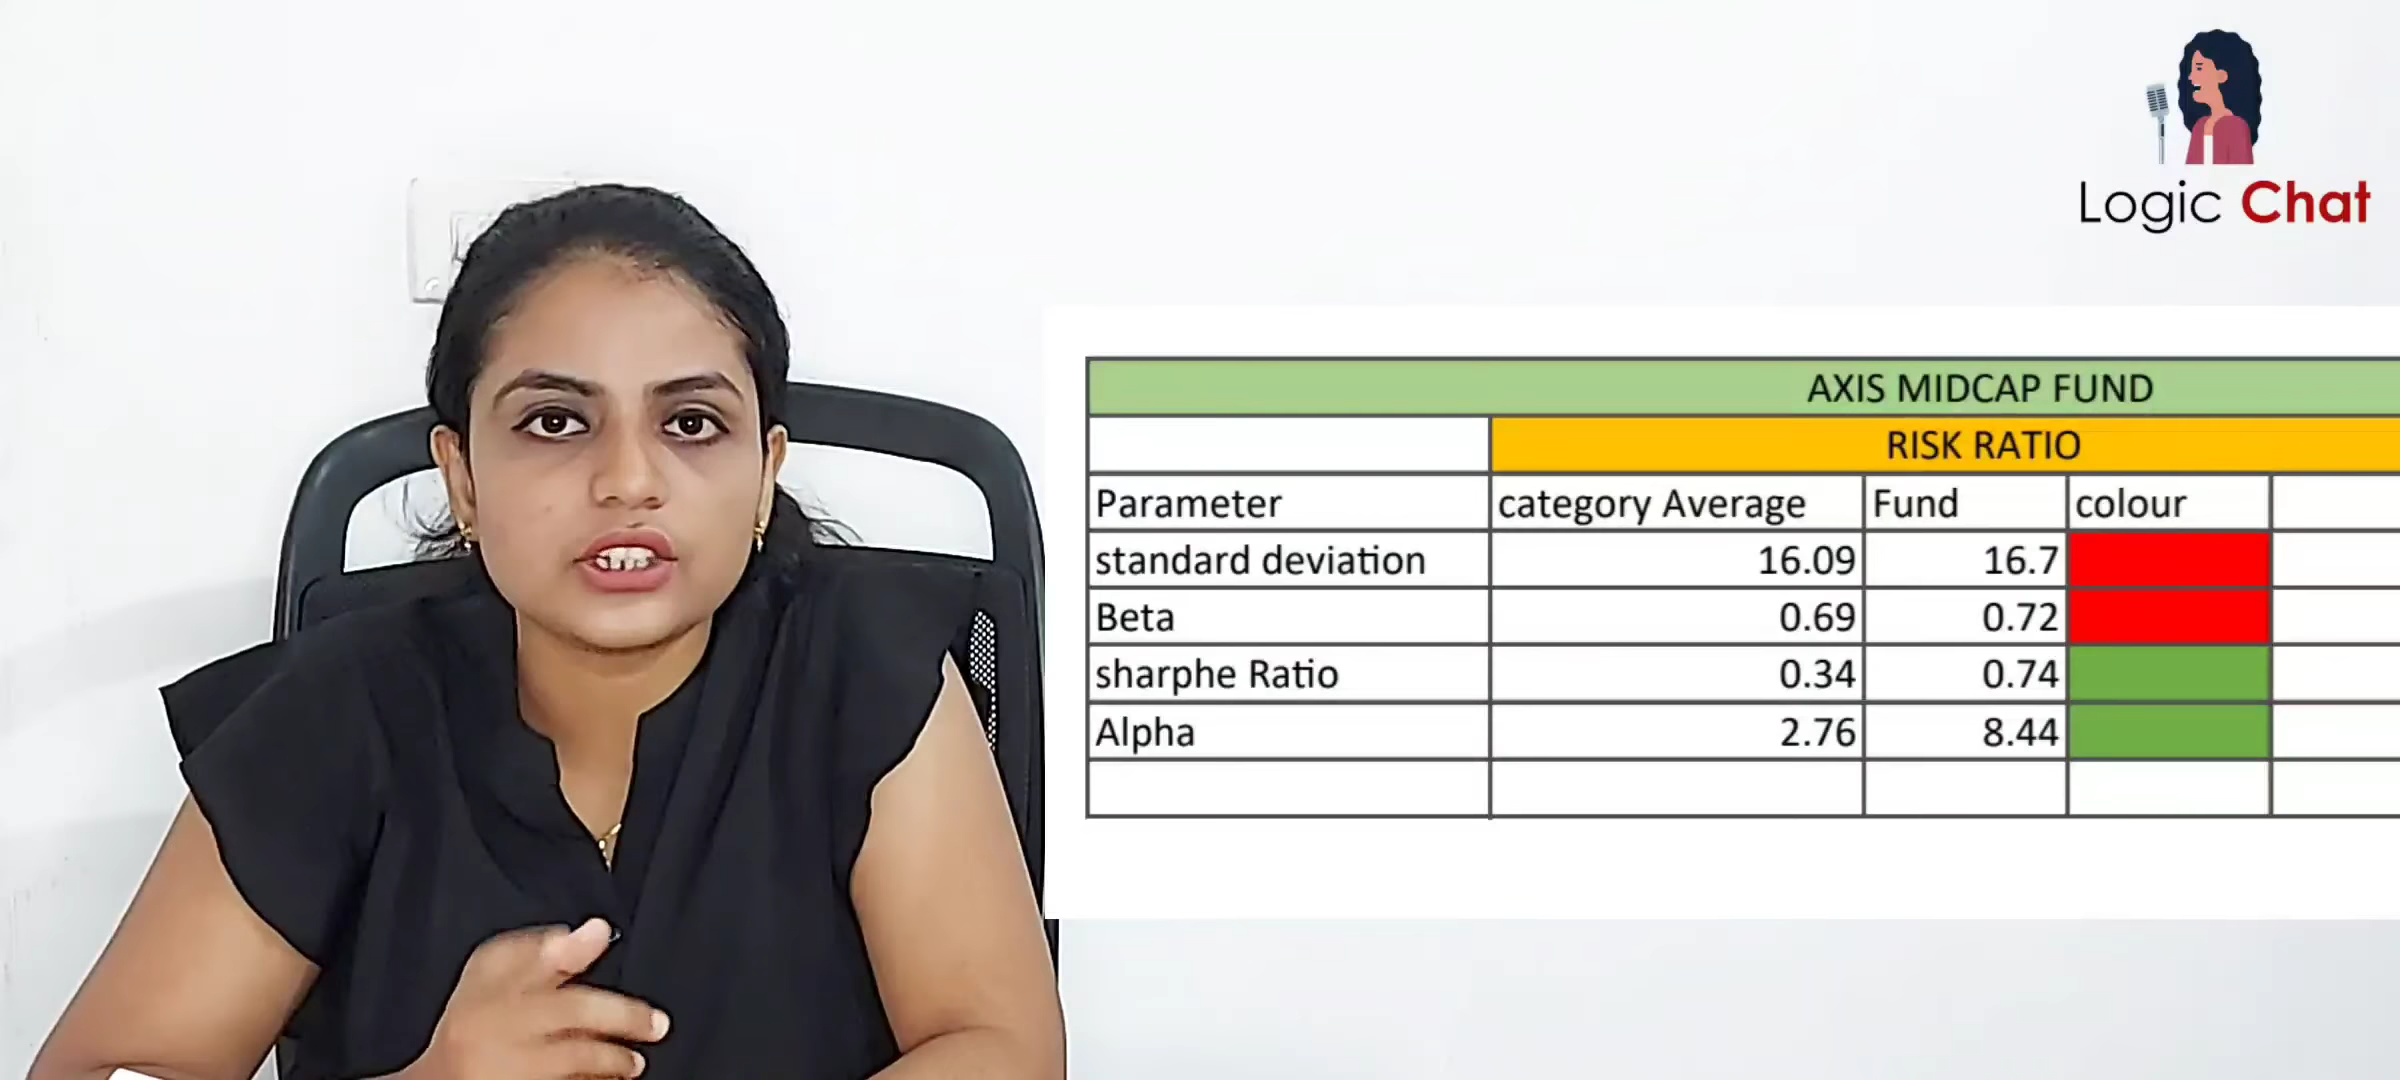 Logic Chat
AXIS MIDCAP FUND
RISK RATIO
Parameter category Average Fund colour
standard deviation 16.09 16.7
Beta 0.69 0.72
sharphe Ratio 0.34 0.74
Alpha 2.76 8.44